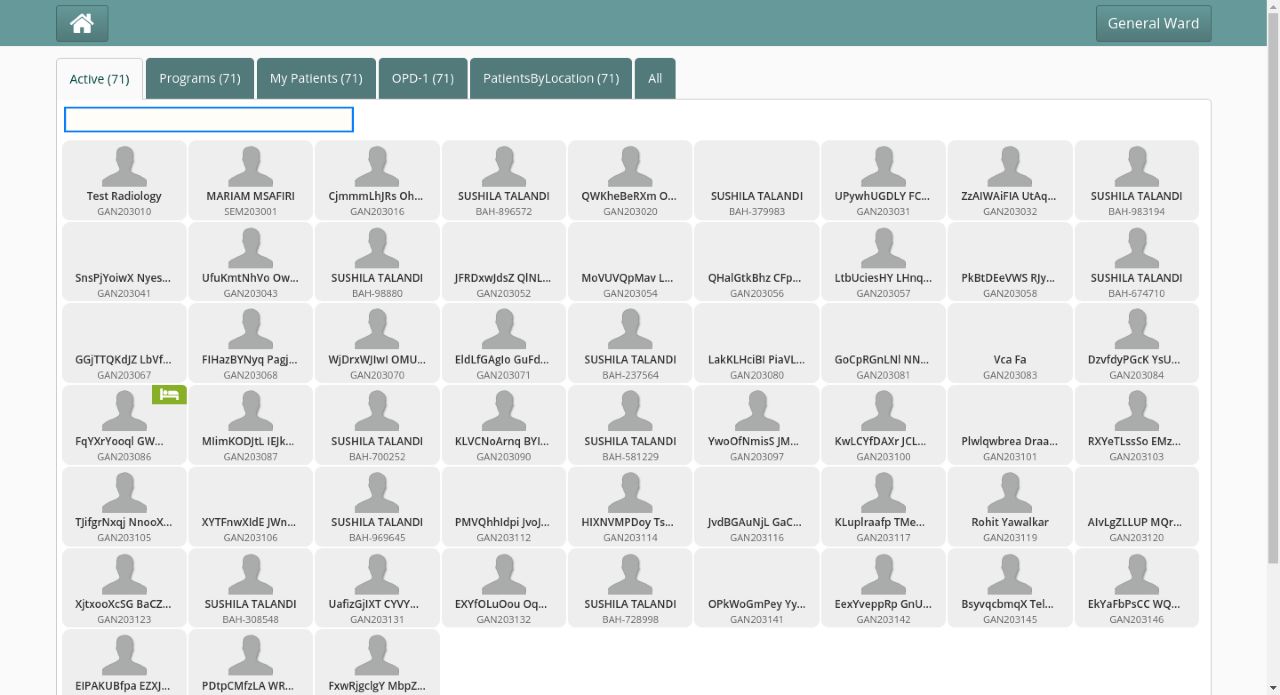 General Ward
Active (71)
Programs (71)
My Patients (71)
OPD-1 (71)
PatientsByLocation (71)
All
Test Radiology
GAN203010
MARIAM MSAFIRI
SEM203001
CjmmmLhJRs Oh...
GAN203016
SUSHILA TALANDI
BAH-896572
QWKheBeRXm O...
GAN203020
SUSHILA TALANDI
BAH-379983
UPywhUGDLY FC...
GAN203031
ZzAIWAiFIA UtAq...
GAN203032
SUSHILA TALANDI
BAH-983194
SnsPjYoiwX Nyes...
GAN203041
UfuKmtNhVo Ow...
GAN203043
SUSHILA TALANDI
BAH-98880
JFRDxwJdsZ QlNL...
GAN203052
MoVUVQpMav L...
GAN203054
QHalGtkBhz CFp...
GAN203056
LtbUciesHY LHnq...
GAN203057
PkBtDEeVWS RJy...
GAN203058
SUSHILA TALANDI
BAH-674710
GGjTTQKdJZ LbVf...
GAN203067
FIHazBYNyq Pagj...
GAN203068
WjDrxWJIwI OMU...
GAN203070
EldLfGAgIo GuFd...
GAN203071
SUSHILA TALANDI
BAH-237564
LakKLHciBI PiaVL...
GAN203080
GoCpRGnLNl NN...
GAN203081
Vca Fa
GAN203083
DzvfdyPGcK YsU...
GAN203084
FqYXrYooql GW...
GAN203086
MIimKODJtL IEJk...
GAN203087
SUSHILA TALANDI
BAH-700252
KLVCNoArnq BYI...
GAN203090
SUSHILA TALANDI
BAH-581229
YwoOfNmisS JM...
GAN203097
KwLCYfDAXr JCL...
GAN203100
Plwlqwbrea Draa...
GAN203101
RXYeTLssSo EMz...
GAN203103
TJifgrNxqj NnooX...
GAN203105
XYTFnwXIdE JWn...
GAN203106
SUSHILA TALANDI
BAH-969645
PMVQhhIdpi JvoJ...
GAN203112
HIXNVMPDoy Ts...
GAN203114
JvdBGAuNjL GaC...
GAN203116
KLuplraafp TMe...
GAN203117
Rohit Yawalkar
GAN203119
AIvLgZLLUP MQr...
GAN203120
XjtxooXcSG BaCZ...
GAN203123
SUSHILA TALANDI
BAH-308548
UafizGjIXT CYVY...
GAN203131
EXYfOLuOou Oq...
GAN203132
SUSHILA TALANDI
BAH-728998
OPkWoGmPey Yy...
GAN203141
EexYveppRp GnU...
GAN203142
BsyvqcbmqX Tel...
GAN203145
EkYaFbPsCC WQ...
GAN203146
EIPAKUBfpa EZXJ...
PDtpCMfzLA WR...
FxwRjgclgY MbpZ...